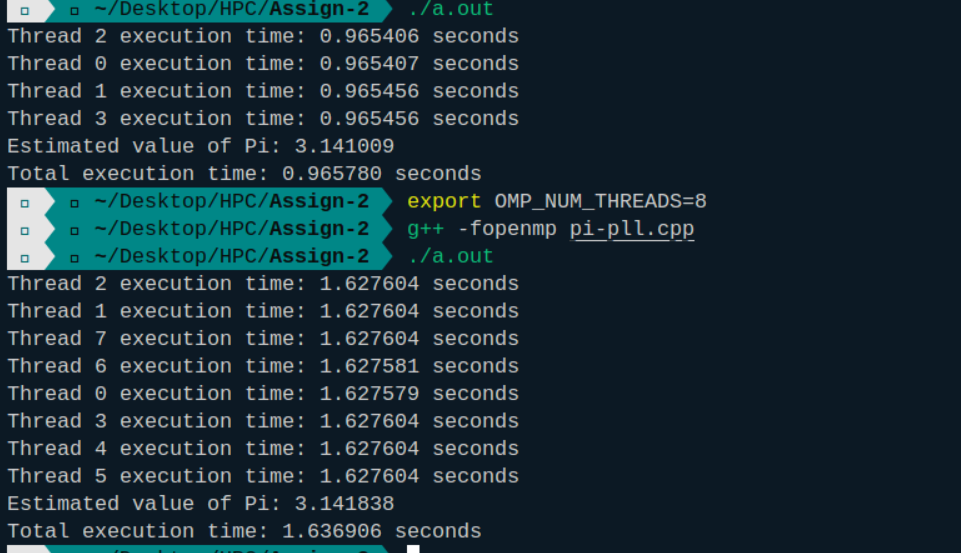 ~/Desktop/HPC/Assign-2 ./a.out
Thread 2 execution time: 0.965406 seconds
Thread 0 execution time: 0.965407 seconds
Thread 1 execution time: 0.965456 seconds
Thread 3 execution time: 0.965456 seconds
Estimated value of Pi: 3.141009
Total execution time: 0.965780 seconds
~/Desktop/HPC/Assign-2 export OMP_NUM_THREADS=8
~/Desktop/HPC/Assign-2 g++ -fopenmp pi-pll.cpp
~/Desktop/HPC/Assign-2 ./a.out
Thread 2 execution time: 1.627604 seconds
Thread 1 execution time: 1.627604 seconds
Thread 7 execution time: 1.627604 seconds
Thread 6 execution time: 1.627581 seconds
Thread 0 execution time: 1.627579 seconds
Thread 3 execution time: 1.627604 seconds
Thread 4 execution time: 1.627604 seconds
Thread 5 execution time: 1.627604 seconds
Estimated value of Pi: 3.141838
Total execution time: 1.636906 seconds